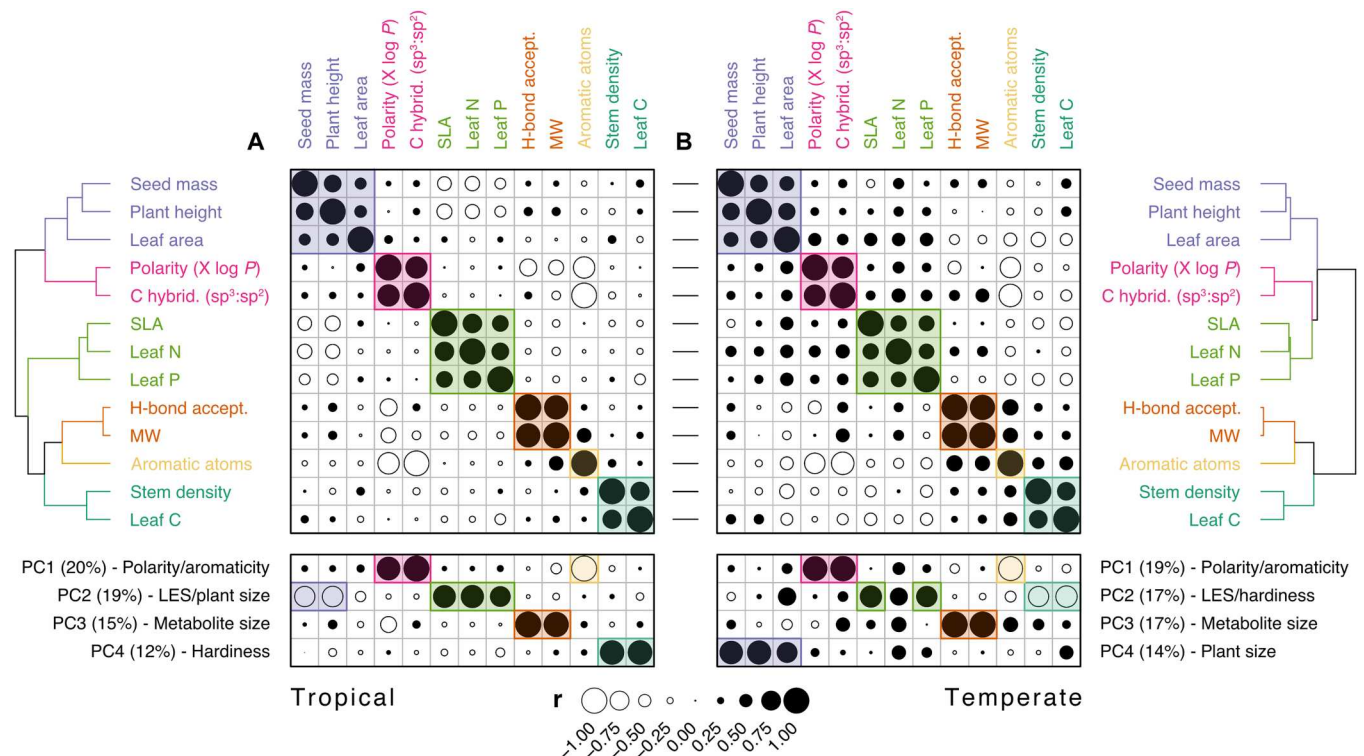 A
Seed mass
Plant height
Leaf area
Polarity (X log P)
C hybrid. (sp³:sp²)
SLA
Leaf N
Leaf P
H-bond accept.
MW
Aromatic atoms
Stem density
Leaf C
B
Seed mass
Plant height
Leaf area
Polarity (X log P)
C hybrid. (sp³:sp²)
SLA
Leaf N
Leaf P
H-bond accept.
MW
Aromatic atoms
Stem density
Leaf C
Seed mass
Plant height
Leaf area
Polarity (X log P)
C hybrid. (sp³:sp²)
SLA
Leaf N
Leaf P
H-bond accept.
MW
Aromatic atoms
Stem density
Leaf C
Seed mass
Plant height
Leaf area
Polarity (X log P)
C hybrid. (sp³:sp²)
SLA
Leaf N
Leaf P
H-bond accept.
MW
Aromatic atoms
Stem density
Leaf C
PC1 (20%) - Polarity/aromaticity
PC2 (19%) - LES/plant size
PC3 (15%) - Metabolite size
PC4 (12%) - Hardiness
PC1 (19%) - Polarity/aromaticity
PC2 (17%) - LES/hardiness
PC3 (17%) - Metabolite size
PC4 (14%) - Plant size
Tropical
r
–1.00
–0.75
–0.50
–0.25
0.00
0.25
0.50
0.75
1.00
Temperate